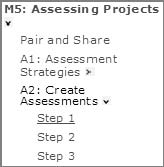 M5: Assessing Projects
Pair and Share
A1: Assessment
Strategies
A2: Create
Assessments
Step 1
Step 2
Step 3